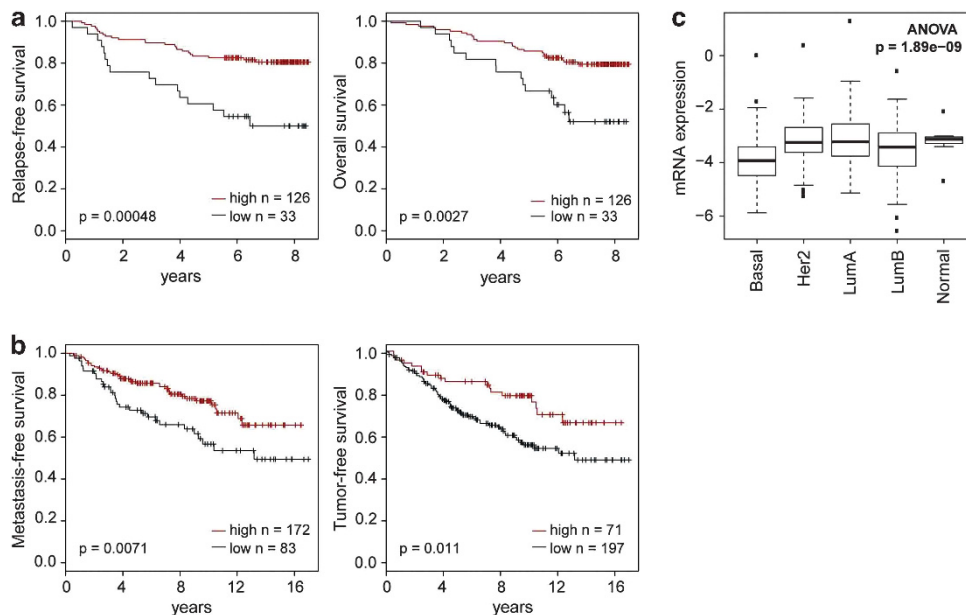 a
Relapse-free survival
1.0
0.8
0.6
0.4
0.2
0.0
high n = 126
low n = 33
p = 0.00048
0 2 4 6 8
years
Overall survival
1.0
0.8
0.6
0.4
0.2
0.0
high n = 126
low n = 33
p = 0.0027
0 2 4 6 8
years
c
mRNA expression
0
−2
−4
−6
ANOVA
p = 1.89e−09
Basal
Her2
LumA
LumB
Normal
b
Metastasis-free survival
1.0
0.8
0.6
0.4
0.2
0.0
high n = 172
low n = 83
p = 0.0071
0 4 8 12 16
years
Tumor-free survival
1.0
0.8
0.6
0.4
0.2
0.0
high n = 71
low n = 197
p = 0.011
0 4 8 12 16
years